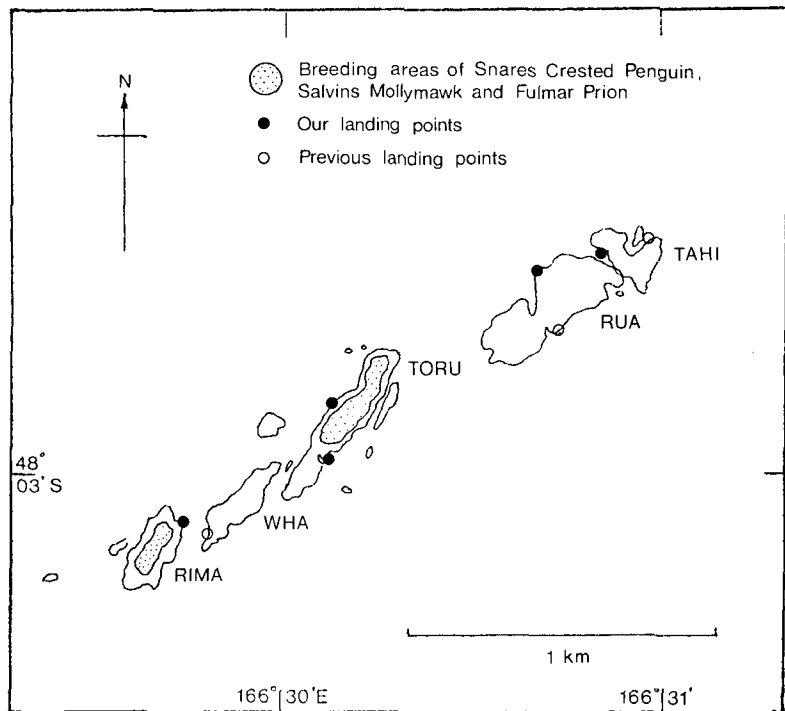 N
Breeding areas of Snares Crested Penguin,
Salvins Mollymawk and Fulmar Prion
Our landing points
Previous landing points
TAHI
RUA
TORU
48°
03'S
WHA
RIMA
1 km
166° 30'E
166° 31'